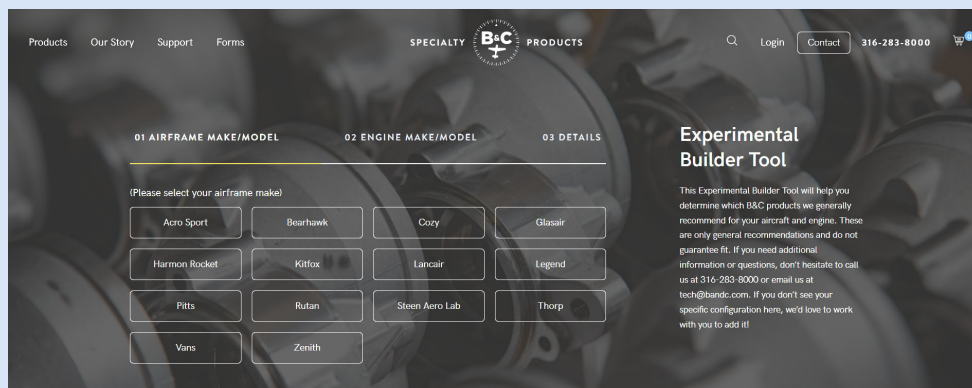 Products Our Story Support Forms
SPECIALTY B&C PRODUCTS
Login Contact 316-283-8000 0
01 AIRFRAME MAKE/MODEL 02 ENGINE MAKE/MODEL 03 DETAILS
(Please select your airframe make)
Acro Sport Bearhawk Cozy Glasair
Harmon Rocket Kitfox Lancair Legend
Pitts Rutan Steen Aero Lab Thorp
Vans Zenith
Experimental
Builder Tool
This Experimental Builder Tool will help you
determine which B&C products we generally
recommend for your aircraft and engine. These
are only general recommendations and do not
guarantee fit. If you need additional
information or questions, don't hesitate to call
us at 316-283-8000 or email us at
tech@bandc.com. If you don't see your
specific configuration here, we'd love to work
with you to add it!